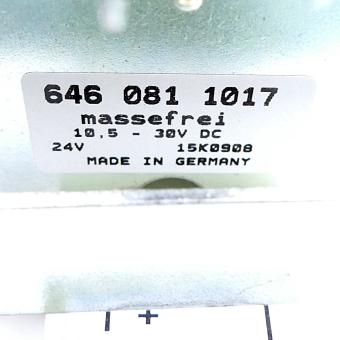 646 081 1017
massefrei
10,5 - 30V DC
24V 15K0908
MADE IN GERMANY
+